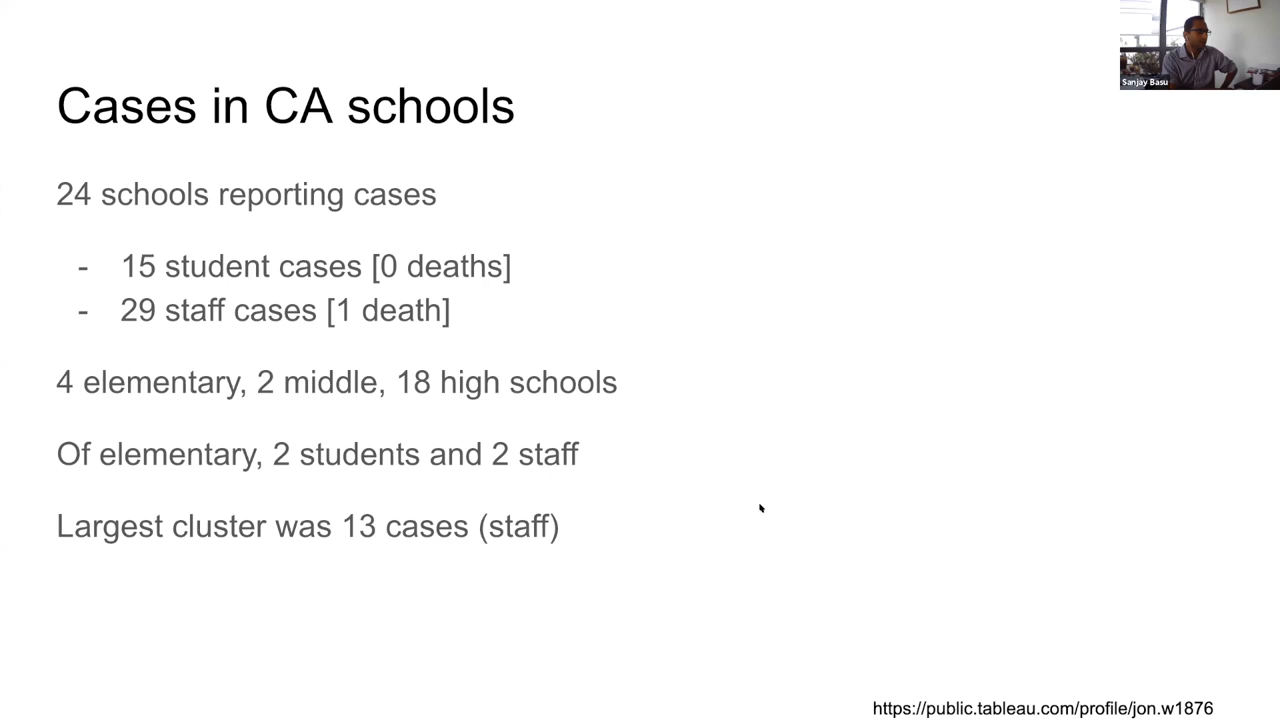 Sanjay Basu
Cases in CA schools
24 schools reporting cases
- 15 student cases [0 deaths]
- 29 staff cases [1 death]
4 elementary, 2 middle, 18 high schools
Of elementary, 2 students and 2 staff
Largest cluster was 13 cases (staff)
https://public.tableau.com/profile/jon.w1876